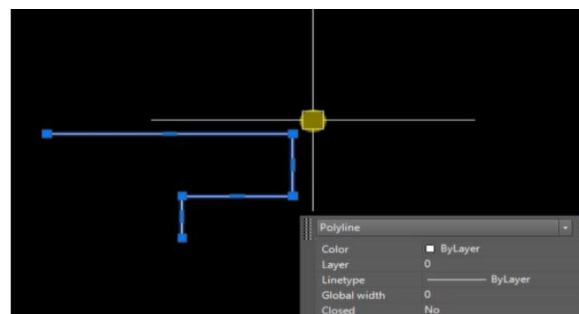 Polyline
Color ByLayer
Layer 0
Linetype ByLayer
Global width 0
Closed No